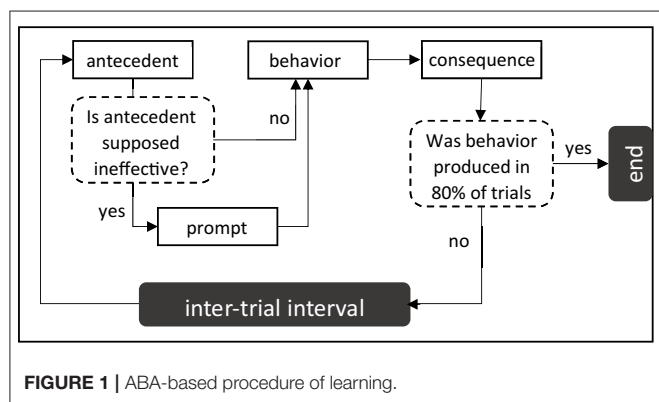 antecedent
behavior
consequence
Is antecedent
supposed
ineffective?
no
Was behavior
produced in
80% of trials
yes
end
yes
prompt
no
inter-trial interval
FIGURE 1 | ABA-based procedure of learning.